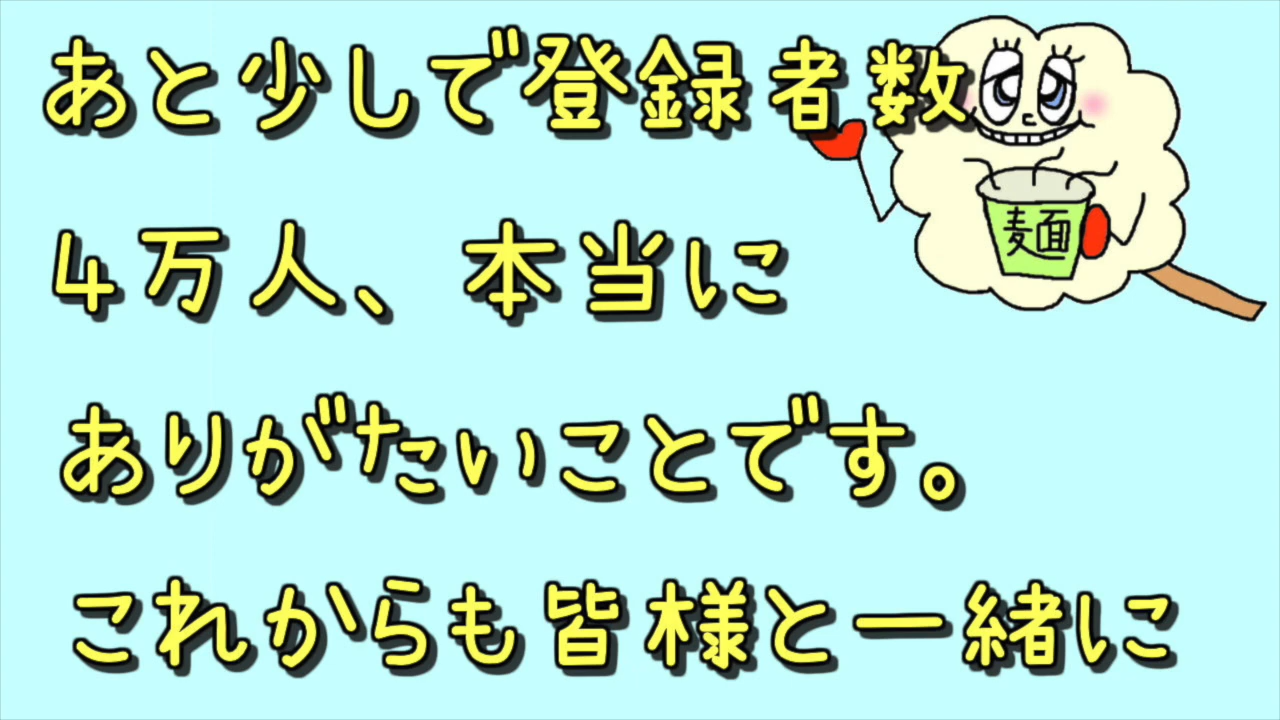 あと少しで登録者数
４万人、本当に
ありがたいことです。
これからも皆様と一緒に
麺